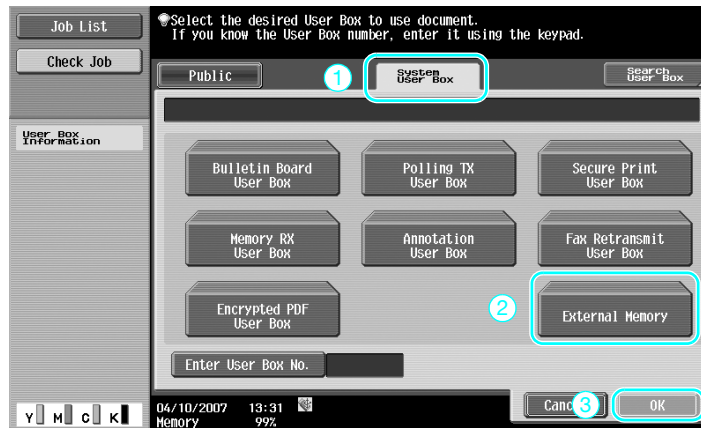 Job List
Check Job
User Box
Information
Select the desired User Box to use document.
If you know the User Box number, enter it using the keypad.
Public
1
System
User Box
Search
User Box
Bulletin Board
User Box
Polling TX
User Box
Secure Print
User Box
Memory RX
User Box
Annotation
User Box
Fax Retransmit
User Box
Encrypted PDF
User Box
2
External Memory
Enter User Box No.
Y M C K
04/10/2007 13:31
Memory 99%
3
OK